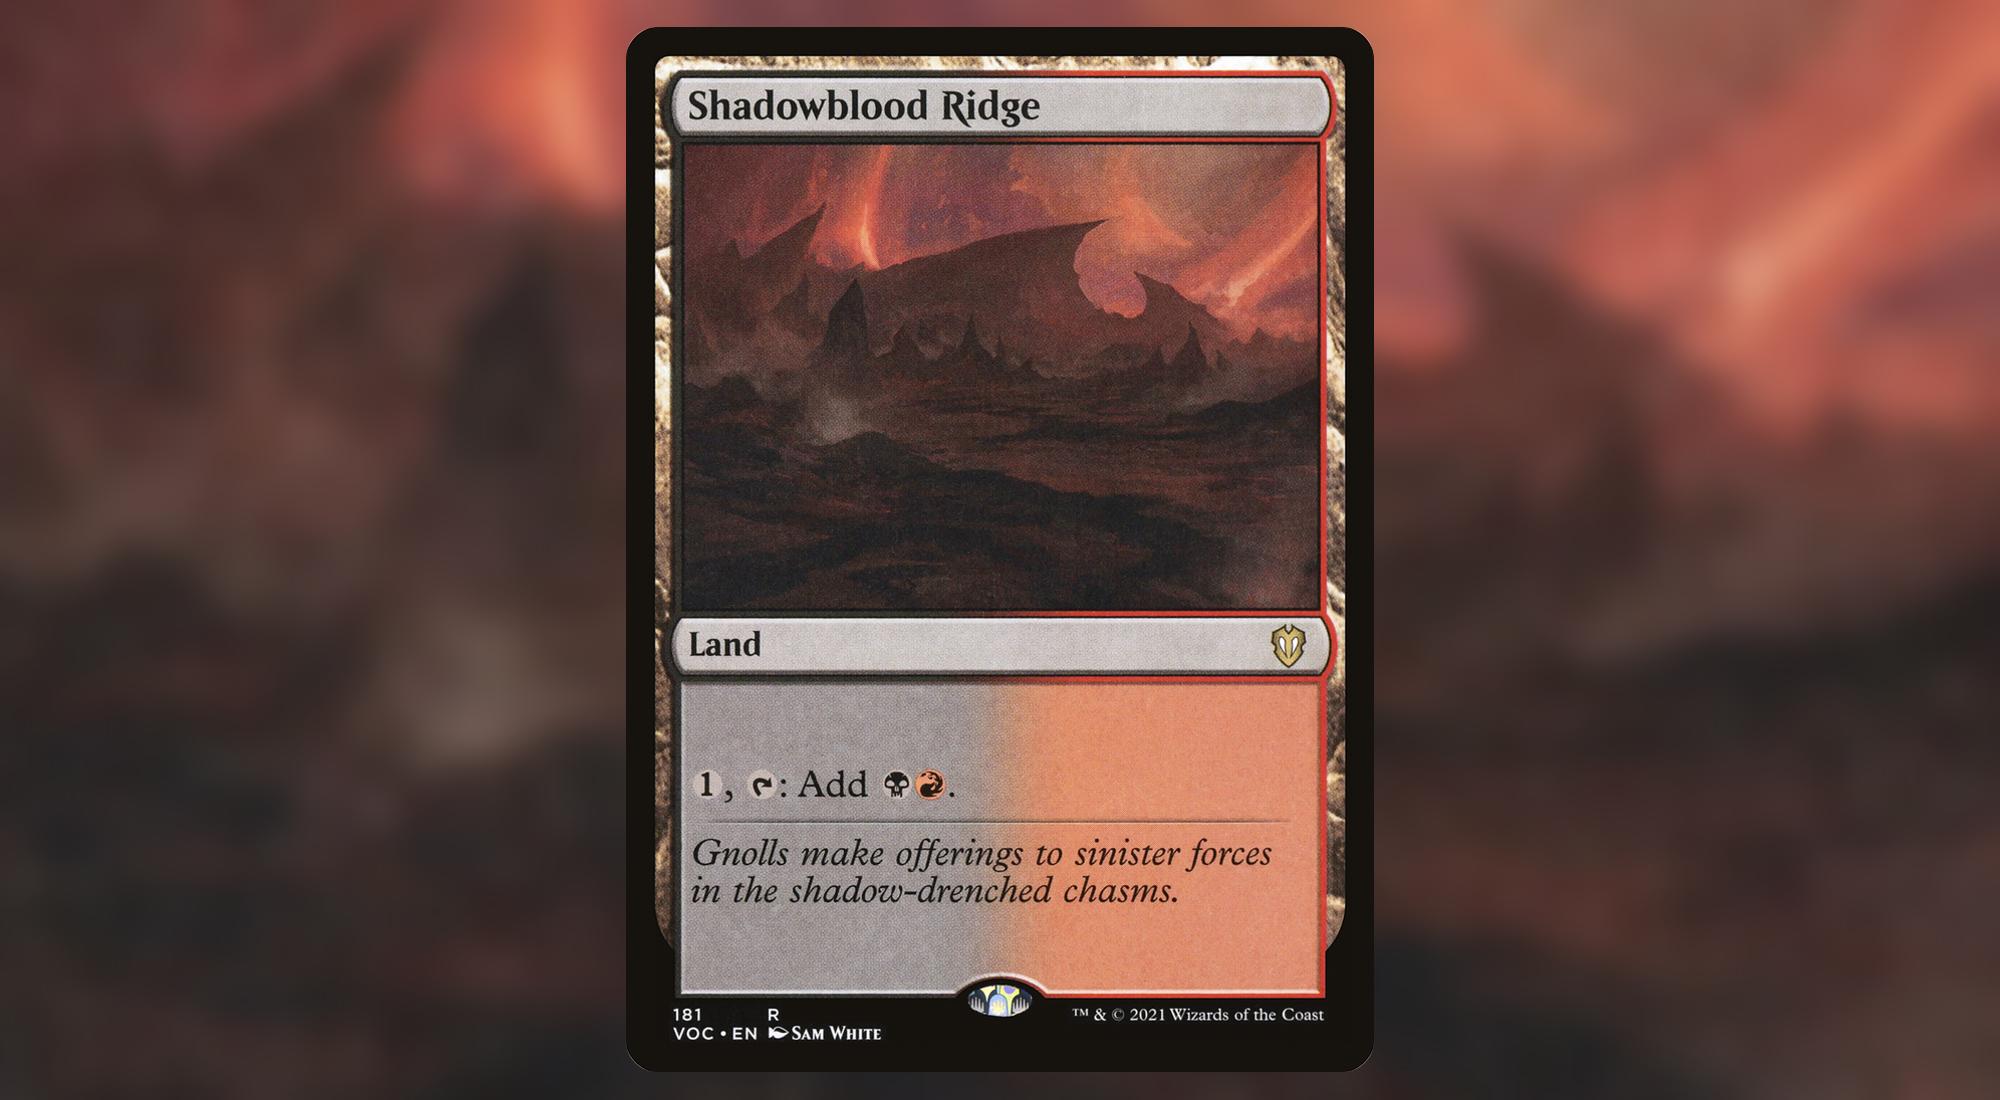 Shadowblood Ridge
Land
1, : Add .
Gnolls make offerings to sinister forces
in the shadow-drenched chasms.
181 R
VOC • EN Sam White
™ & © 2021 Wizards of the Coast